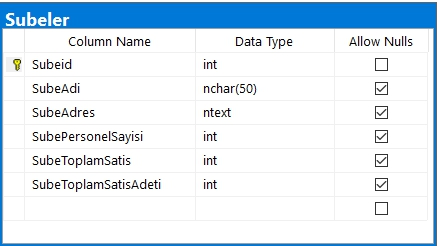 Subeler
Column Name Data Type Allow Nulls
Subeid int
SubeAdi nchar(50)
SubeAdres ntext
SubePersonelSayisi int
SubeToplamSatis int
SubeToplamSatisAdeti int